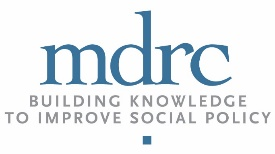 mdrc
BUILDING KNOWLEDGE
TO IMPROVE SOCIAL POLICY